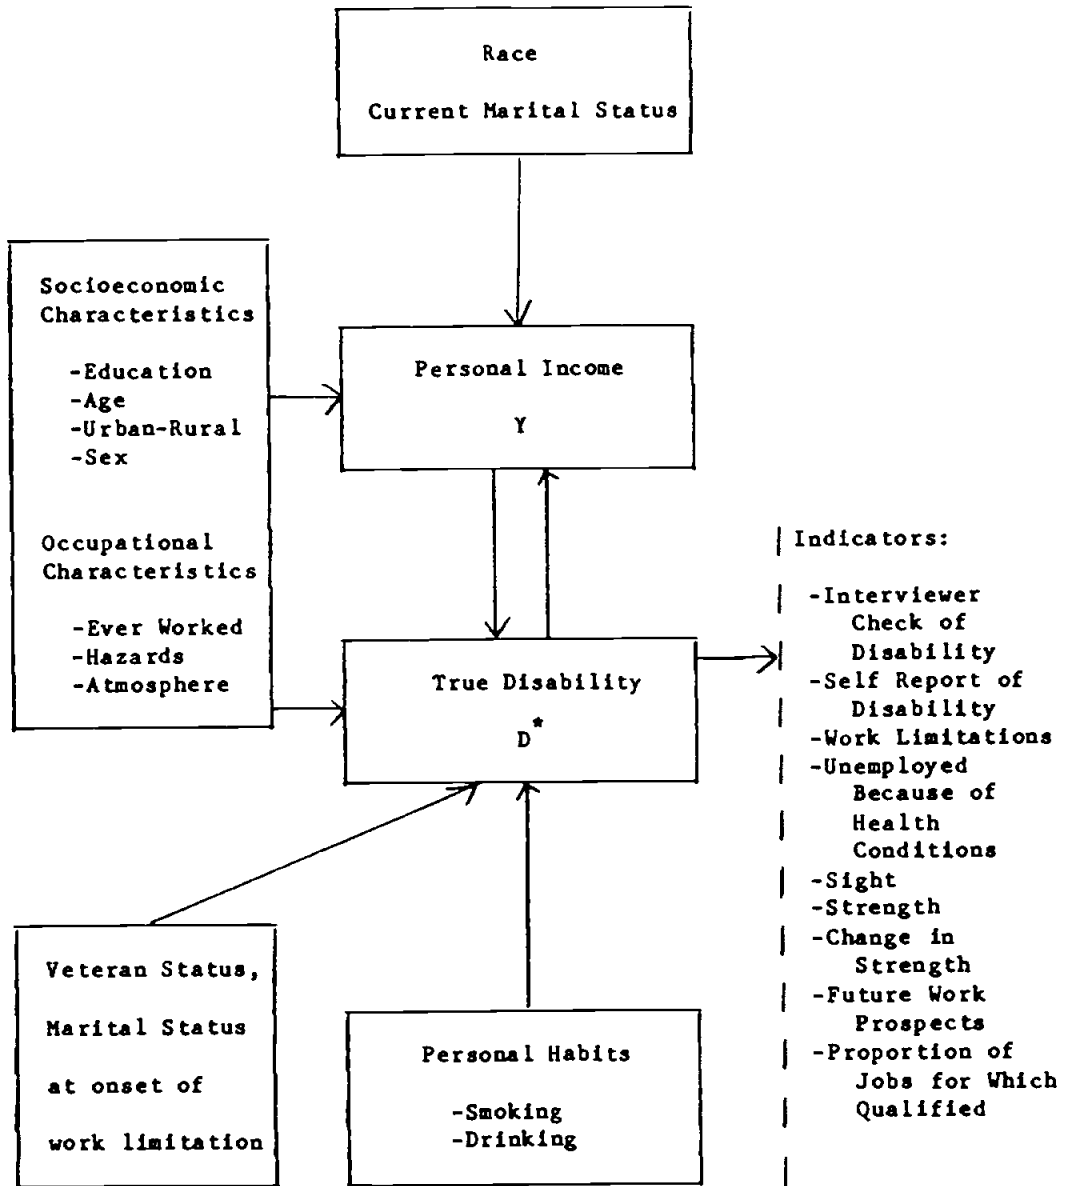 Race
Current Marital Status
Socioeconomic
Characteristics
-Education
-Age
-Urban-Rural
-Sex
Occupational
Characteristics
-Ever Worked
-Hazards
-Atmosphere
Personal Income
Y
True Disability
D*
Indicators:
-Interviewer
Check of
Disability
-Self Report of
Disability
-Work Limitations
-Unemployed
Because of
Health
Conditions
-Sight
-Strength
-Change in
Strength
-Future Work
Prospects
-Proportion of
Jobs for Which
Qualified
Veteran Status,
Marital Status
at onset of
work limitation
Personal Habits
-Smoking
-Drinking